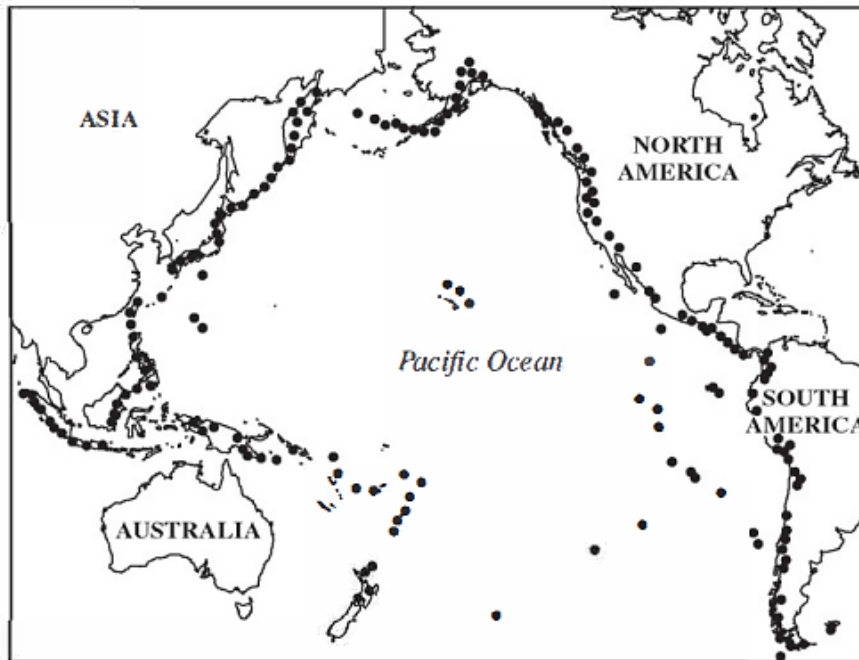 ASIA
NORTH
AMERICA
Pacific Ocean
SOUTH
AMERICA
AUSTRALIA